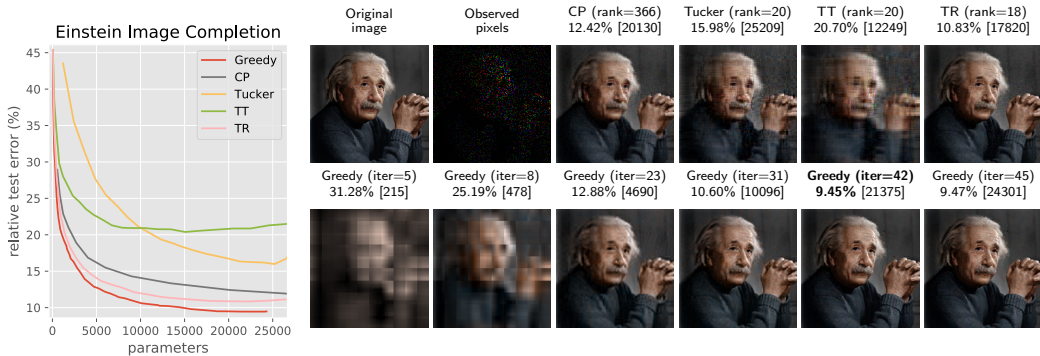 Einstein Image Completion
relative test error (%)
45
40
35
30
25
20
15
10
0
5000
10000
15000
20000
25000
parameters
Greedy
CP
Tucker
TT
TR
Original
image
Observed
pixels
CP (rank=366)
12.42% [20130]
Tucker (rank=20)
15.98% [25209]
TT (rank=20)
20.70% [12249]
TR (rank=18)
10.83% [17820]
Greedy (iter=5)
31.28% [215]
Greedy (iter=8)
25.19% [478]
Greedy (iter=23)
12.88% [4690]
Greedy (iter=31)
10.60% [10096]
Greedy (iter=42)
9.45% [21375]
Greedy (iter=45)
9.47% [24301]